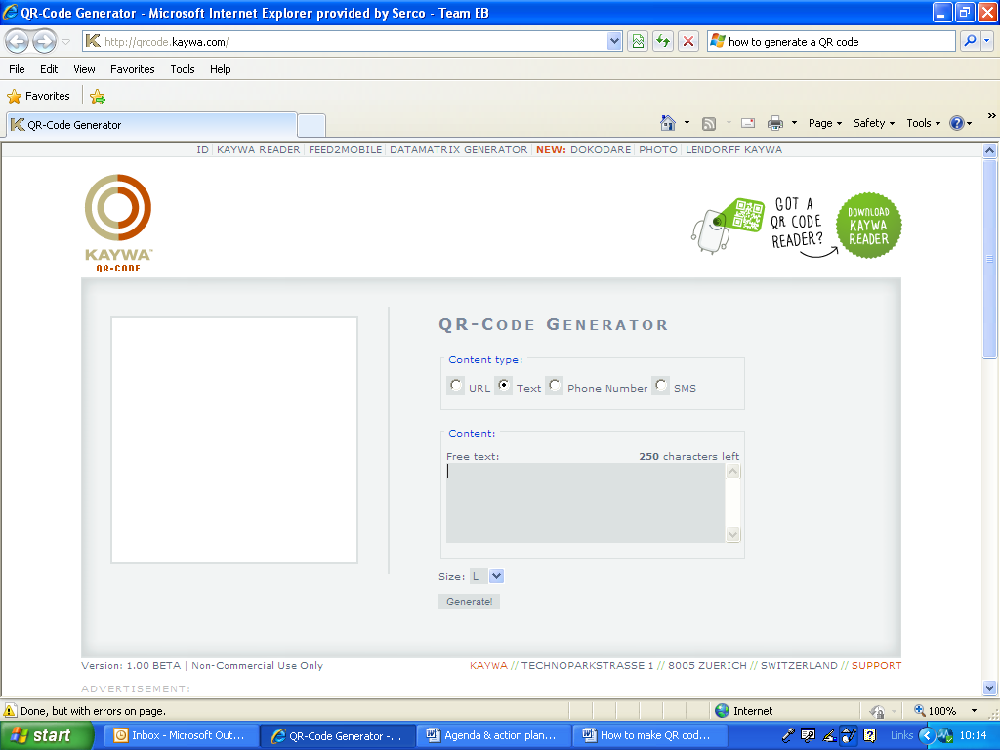 QR-Code Generator - Microsoft Internet Explorer provided by Serco - Team EB
http://qrcode.kaywa.com/
how to generate a QR code
File Edit View Favorites Tools Help
Favorites
QR-Code Generator
Page Safety Tools »
ID KAYWA READER FEED2MOBILE DATAMATRIX GENERATOR NEW: DOKODARE PHOTO LENDORFF KAYWA
KAYWA
QR-CODE
GOT A
QR CODE
READER?
DOWNLOAD
KAYWA
READER
QR-CODE GENERATOR
Content type:
URL Text Phone Number SMS
Content:
Free text: 250 characters left
Size: L
Generate!
Version: 1.00 BETA | Non-Commercial Use Only
KAYWA // TECHNOPARKSTRASSE 1 // 8005 ZUERICH // SWITZERLAND // SUPPORT
ADVERTISEMENT:
Done, but with errors on page. Internet 100%
start Inbox - Microsoft Out... QR-Code Generator -... Agenda & action plan... How to make QR cod... Links 10:14